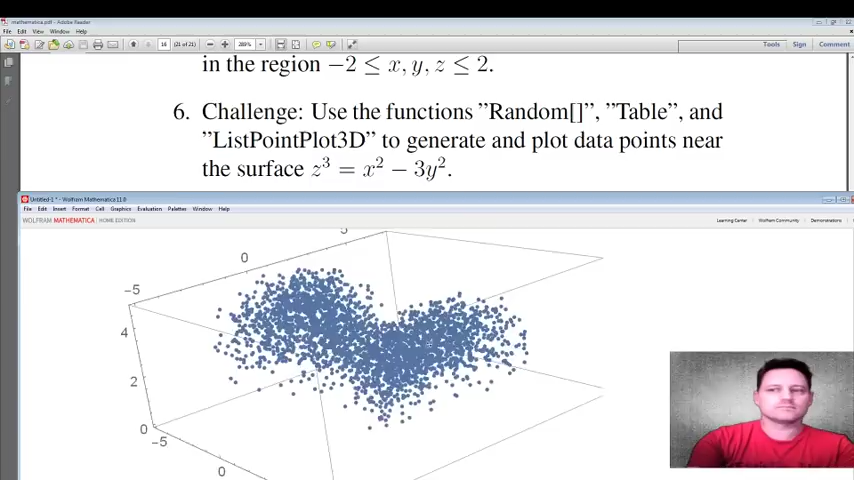 mathematica.pdf - Adobe Reader
File Edit View Window Help
16 (21 of 21) 289%
Tools Sign Comment
in the region −2 ≤ x, y, z ≤ 2.
6. Challenge: Use the functions ”Random[]”, ”Table”, and
”ListPointPlot3D” to generate and plot data points near
the surface z³ = x² − 3y².
Untitled-1 * - Wolfram Mathematica 11.0
File Edit Insert Format Cell Graphics Evaluation Palettes Window Help
WOLFRAM MATHEMATICA HOME EDITION
Learning Center Wolfram Community Demonstrations Help
5
0
−5
4
2
0
−5
0